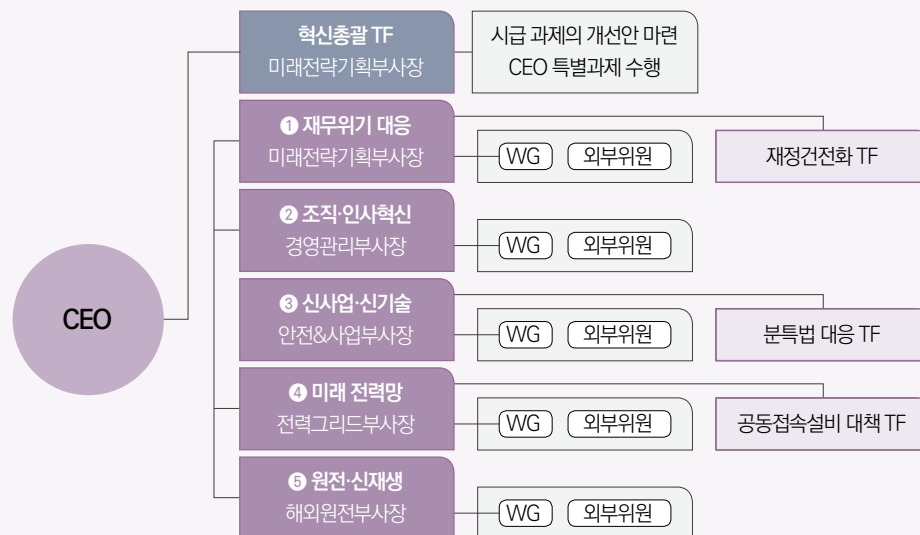 혁신총괄 TF
미래전략기획부사장
시급 과제의 개선안 마련
CEO 특별과제 수행
❶ 재무위기 대응
미래전략기획부사장
WG 외부위원
재정건전화 TF
❷ 조직·인사혁신
경영관리부사장
WG 외부위원
CEO
❸ 신사업·신기술
안전&사업부사장
WG 외부위원
분특법 대응 TF
❹ 미래 전력망
전력그리드부사장
WG 외부위원
공동접속설비 대책 TF
❺ 원전·신재생
해외원전부사장
WG 외부위원